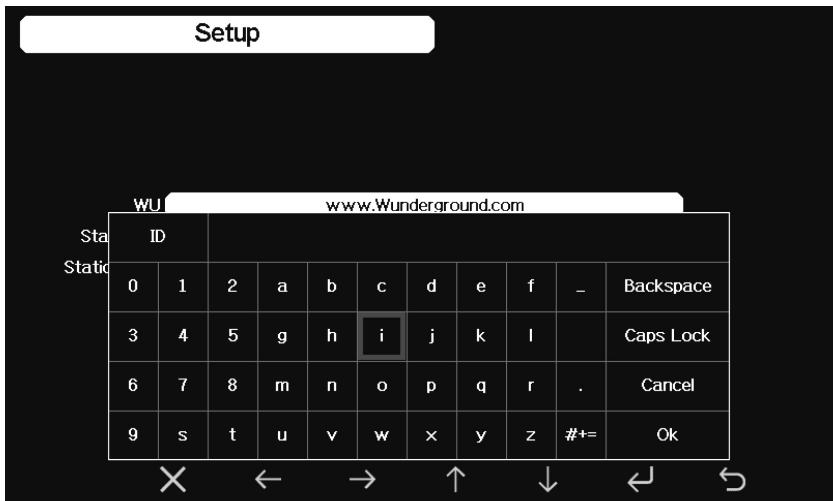 Setup
WU www.Wunderground.com
Sta ID
Static
0 1 2 a b c d e f _ Backspace
3 4 5 g h i j k l Caps Lock
6 7 8 m n o p q r . Cancel
9 s t u v w x y z #+= Ok